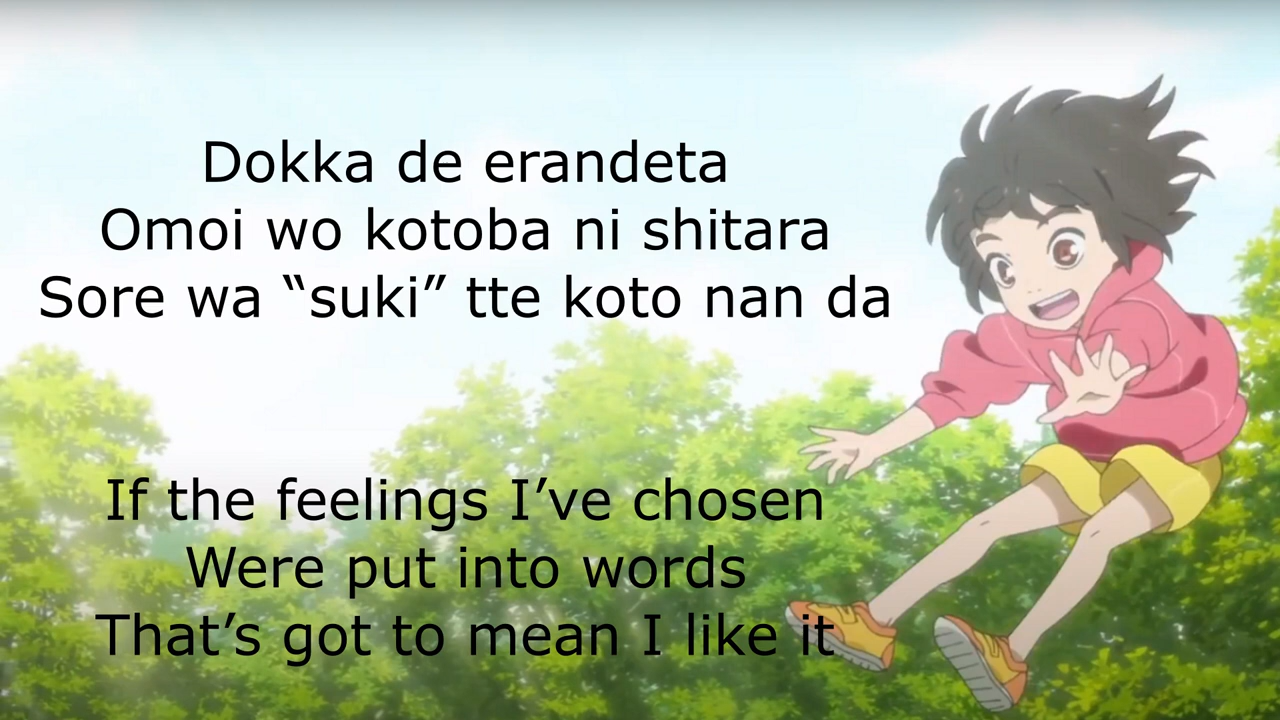 Dokka de erandeta
Omoi wo kotoba ni shitara
Sore wa “suki” tte koto nan da
If the feelings I’ve chosen
Were put into words
That’s got to mean I like it